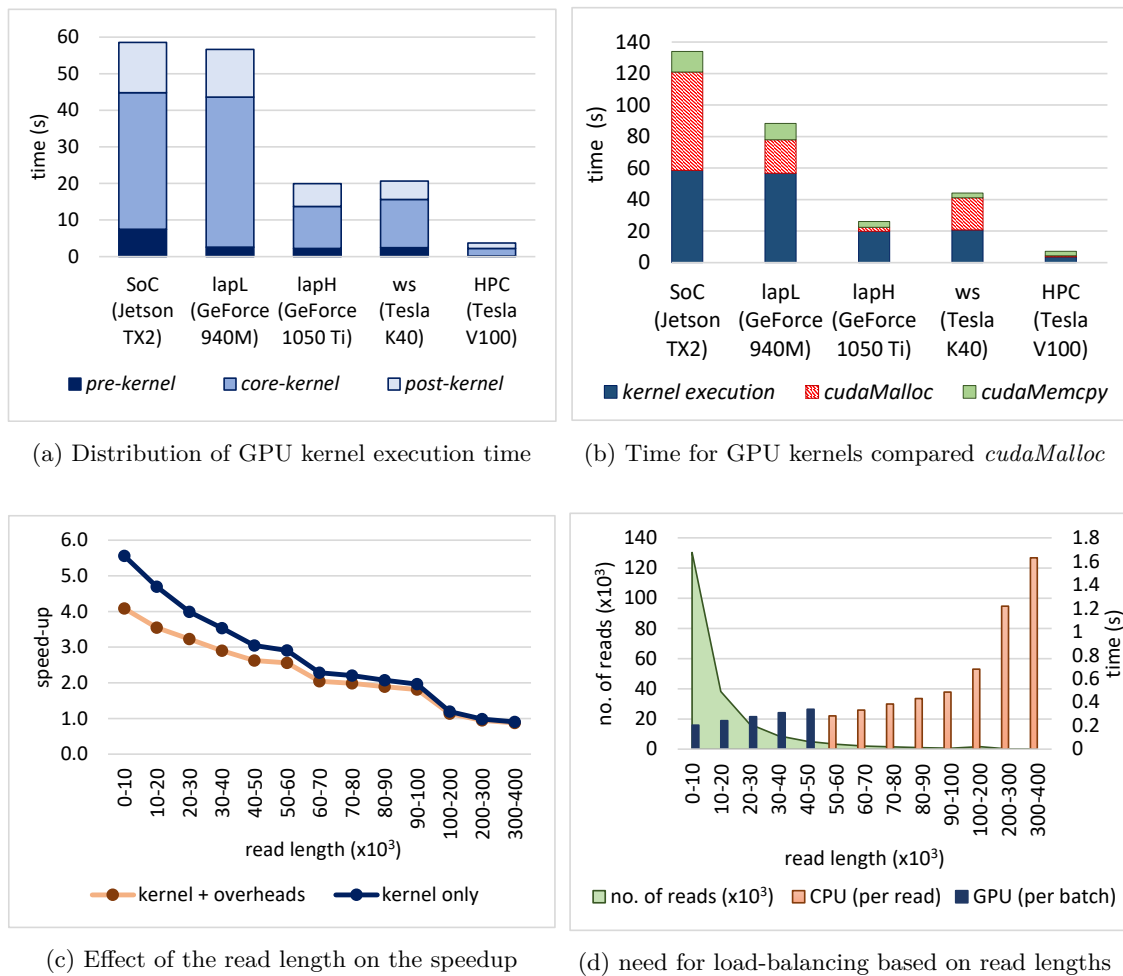 60
50
40
30
20
10
0
time (s)
SoC (Jetson TX2)
lapL (GeForce 940M)
lapH (GeForce 1050 Ti)
ws (Tesla K40)
HPC (Tesla V100)
pre-kernel core-kernel post-kernel
(a) Distribution of GPU kernel execution time
140
120
100
80
60
40
20
0
time (s)
SoC (Jetson TX2)
lapL (GeForce 940M)
lapH (GeForce 1050 Ti)
ws (Tesla K40)
HPC (Tesla V100)
kernel execution cudaMalloc cudaMemcpy
(b) Time for GPU kernels compared cudaMalloc
6.0
5.0
4.0
3.0
2.0
1.0
0.0
speed-up
0-10
10-20
20-30
30-40
40-50
50-60
60-70
70-80
80-90
90-100
100-200
200-300
300-400
read length (x10³)
kernel + overheads kernel only
(c) Effect of the read length on the speedup
140
120
100
80
60
40
20
0
no. of reads (x10³)
1.8
1.6
1.4
1.2
1
0.8
0.6
0.4
0.2
0
time (s)
0-10
10-20
20-30
30-40
40-50
50-60
60-70
70-80
80-90
90-100
100-200
200-300
300-400
read length (x10³)
no. of reads (x10³) CPU (per read) GPU (per batch)
(d) need for load-balancing based on read lengths